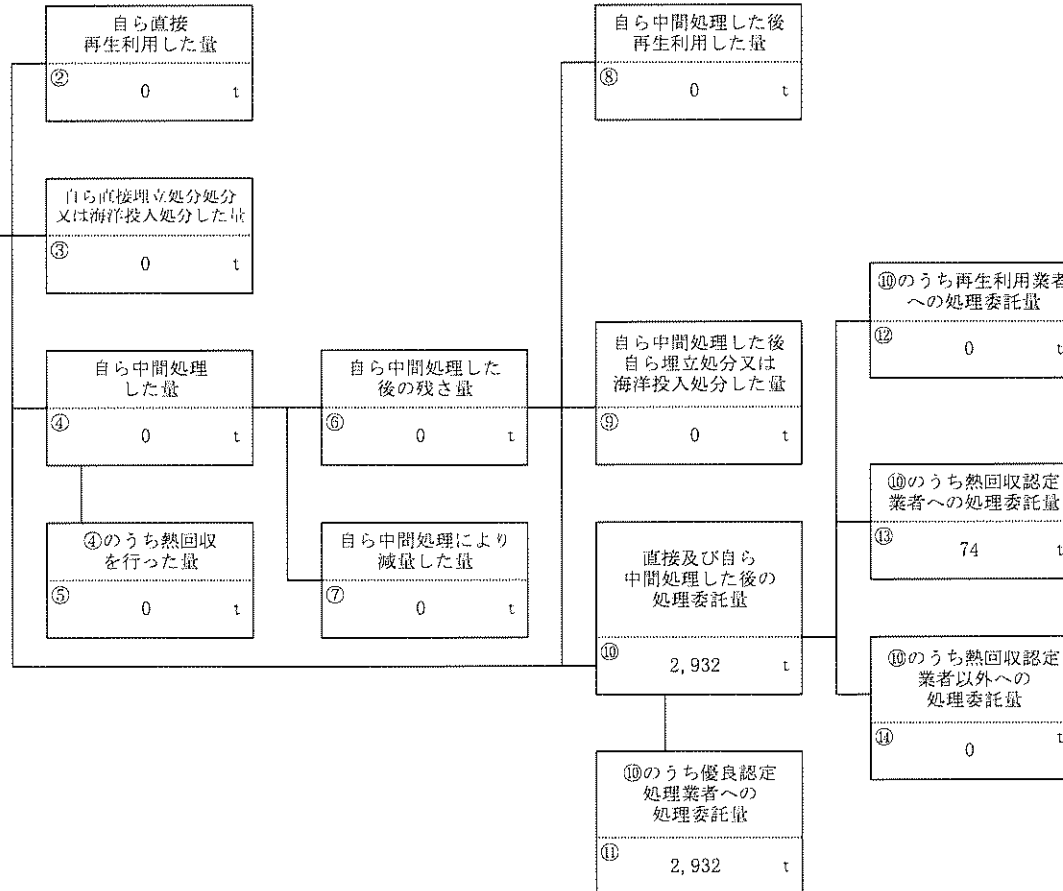 自ら直接
再生利用した量
② 0 t
自ら直接埋立処分処分
又は海洋投入処分した量
③ 0 t
自ら中間処理
した量
④ 0 t
④のうち熱回収
を行った量
⑤ 0 t
自ら中間処理した
後の残さ量
⑥ 0 t
自ら中間処理により
減量した量
⑦ 0 t
自ら中間処理した後
再生利用した量
⑧ 0 t
自ら中間処理した後
自ら埋立処分又は
海洋投入処分した量
⑨ 0 t
直接及び自ら
中間処理した後の
処理委託量
⑩ 2,932 t
⑩のうち優良認定
処理業者への
処理委託量
⑪ 2,932 t
⑩のうち再生利用業者
への処理委託量
⑫ 0 t
⑩のうち熱回収認定
業者への処理委託量
⑬ 74 t
⑩のうち熱回収認定
業者以外への
処理委託量
⑭ 0 t